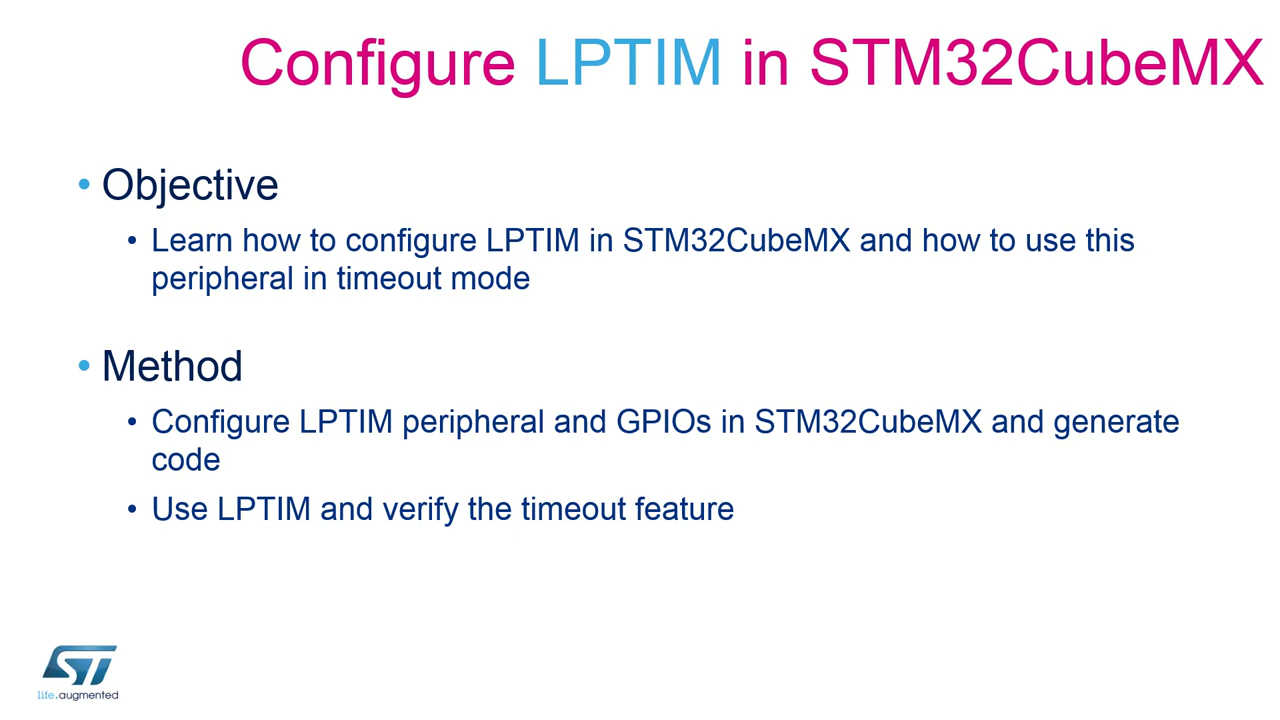 Configure LPTIM in STM32CubeMX
• Objective
• Learn how to configure LPTIM in STM32CubeMX and how to use this
peripheral in timeout mode
• Method
• Configure LPTIM peripheral and GPIOs in STM32CubeMX and generate
code
• Use LPTIM and verify the timeout feature
ST
life.augmented